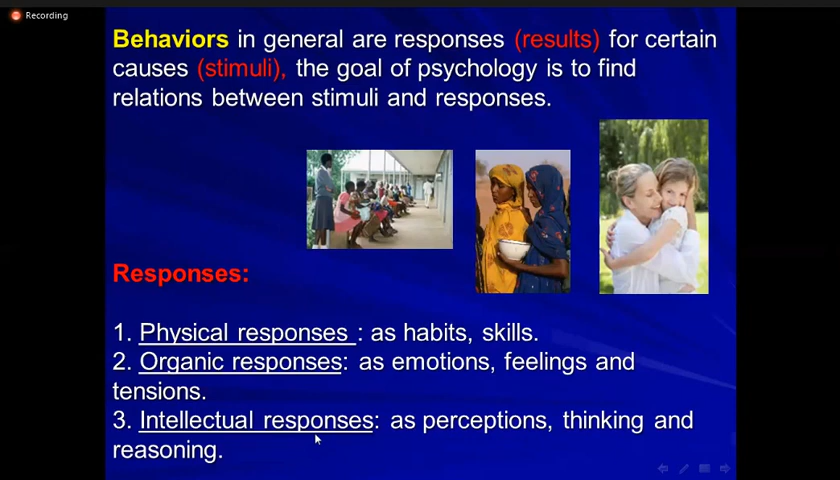 Recording
Behaviors in general are responses (results) for certain
causes (stimuli), the goal of psychology is to find
relations between stimuli and responses.
Responses:
1. Physical responses : as habits, skills.
2. Organic responses: as emotions, feelings and
tensions.
3. Intellectual responses: as perceptions, thinking and
reasoning.